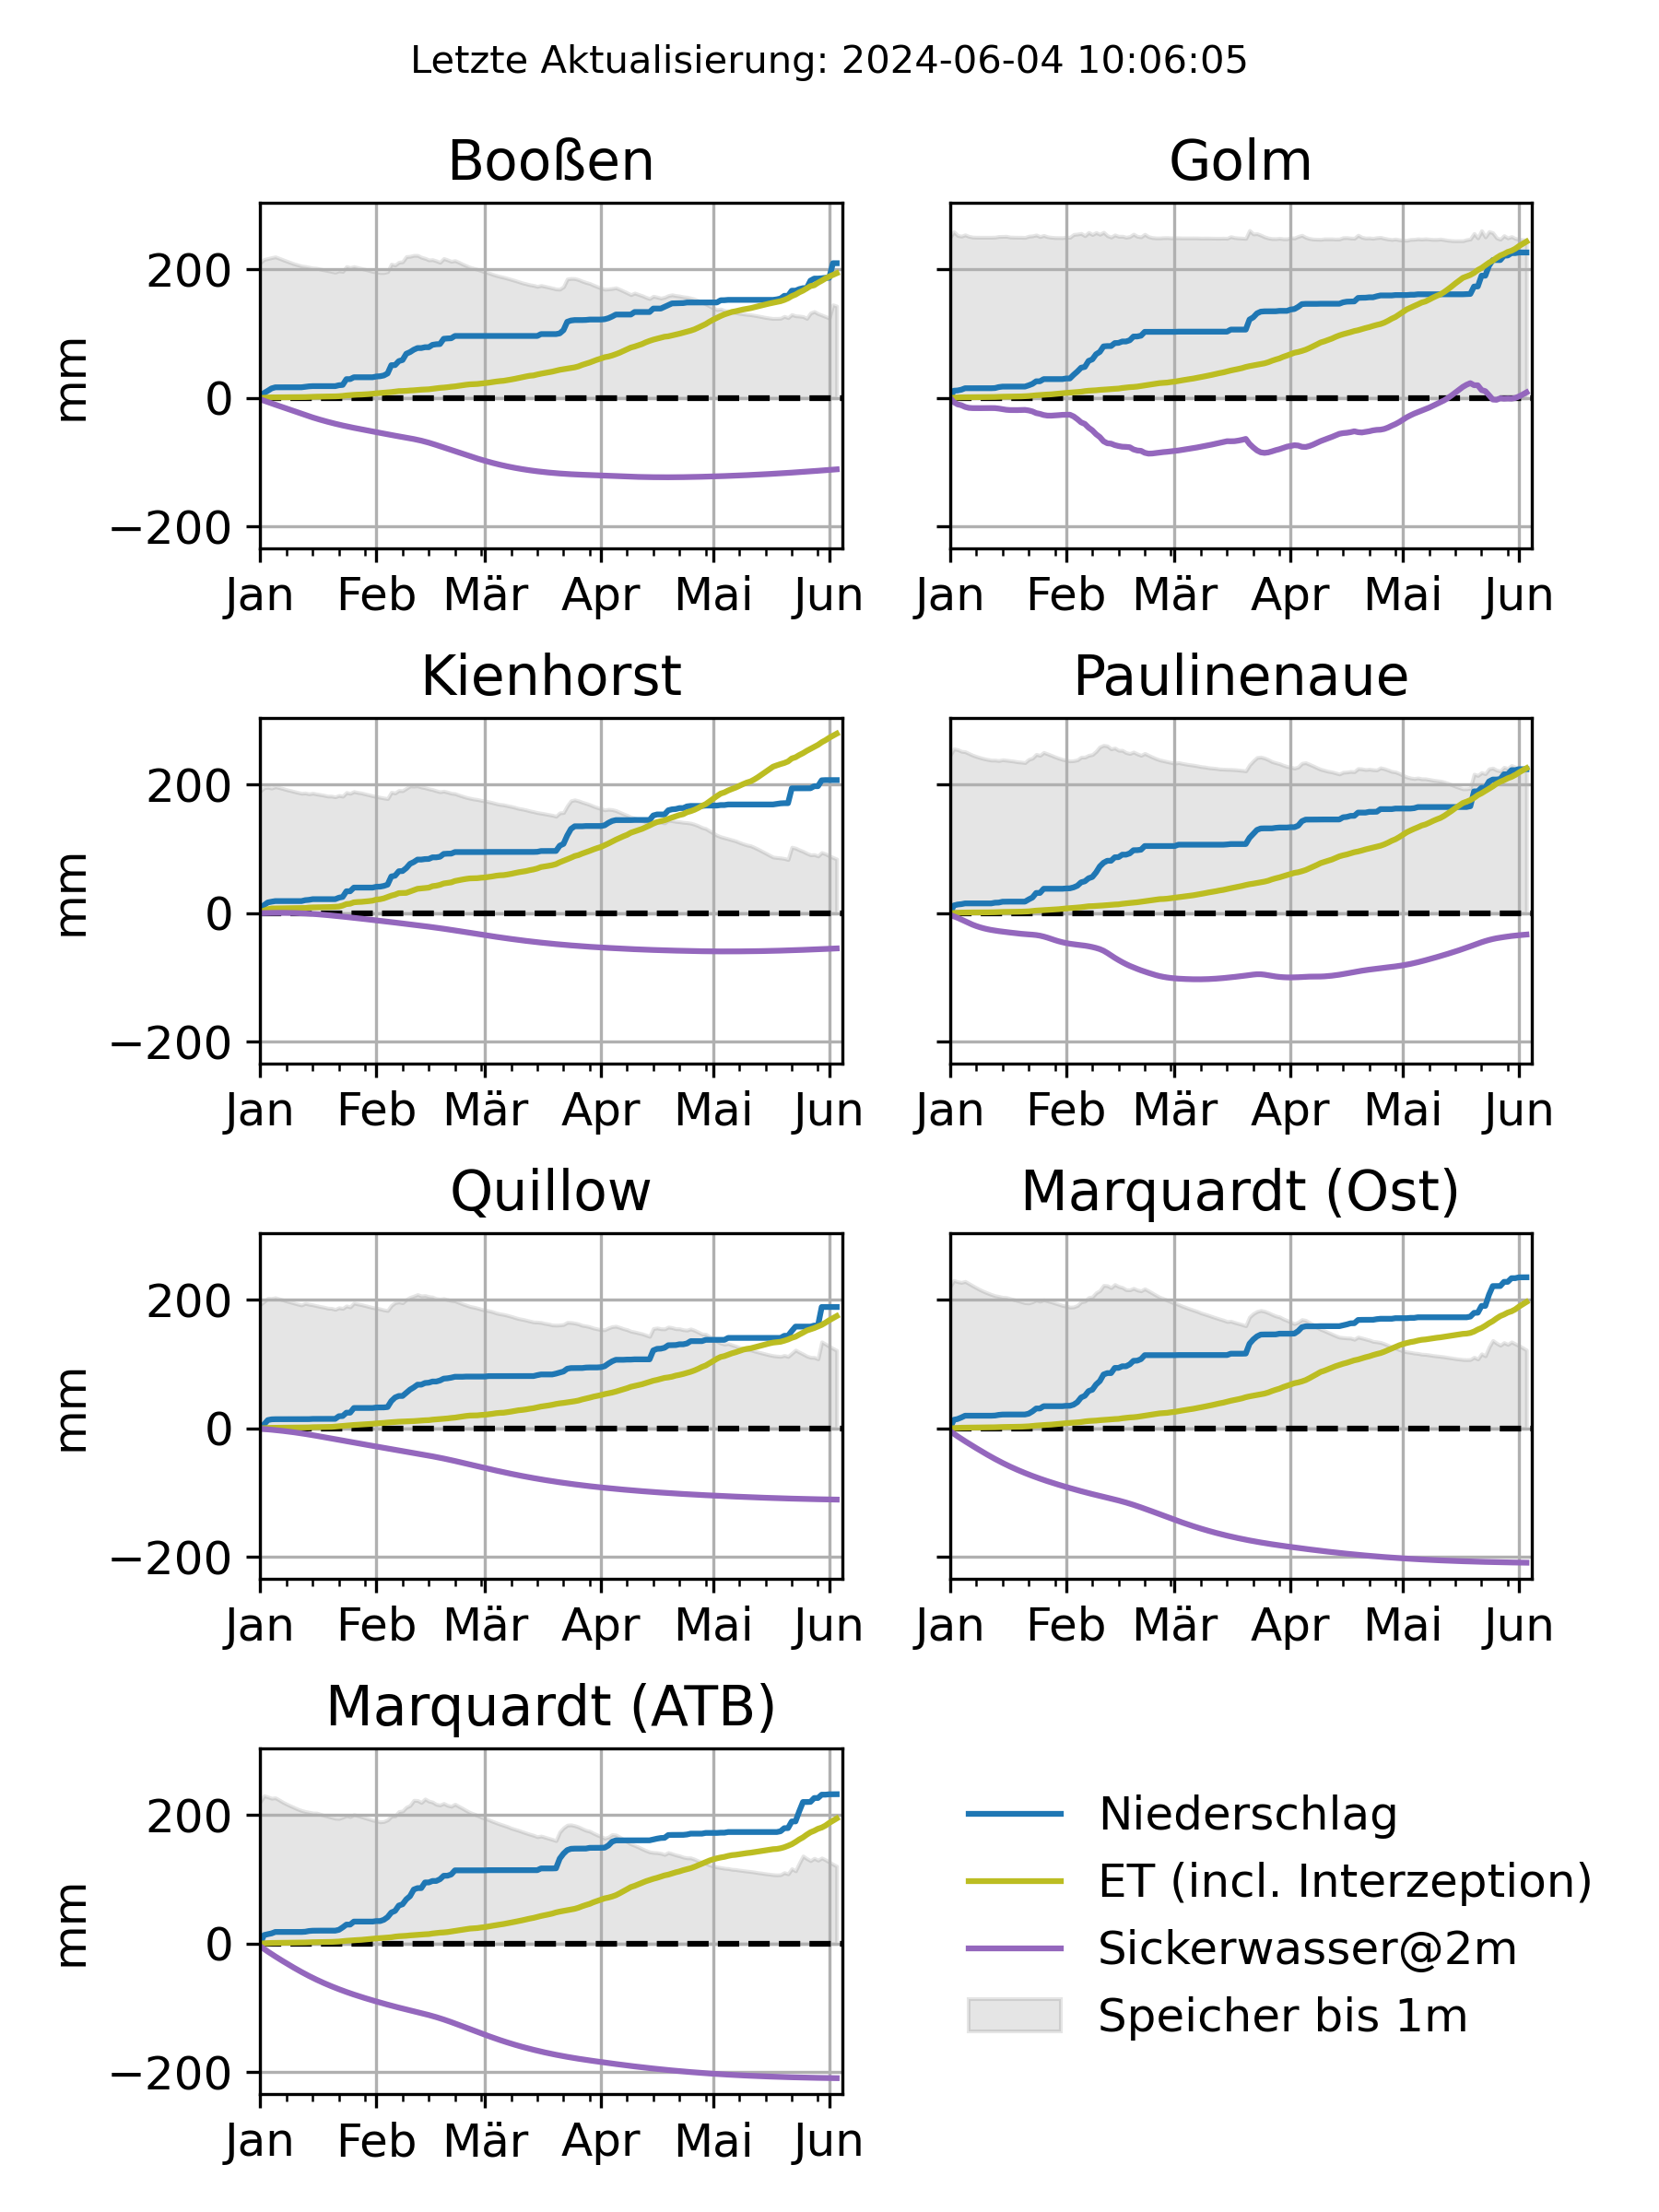 Letzte Aktualisierung: 2024-06-04 10:06:05
Booßen
Golm
mm
200
0
−200
Jan Feb Mär Apr Mai Jun
Jan Feb Mär Apr Mai Jun
Kienhorst
Paulinenaue
mm
200
0
−200
Jan Feb Mär Apr Mai Jun
Jan Feb Mär Apr Mai Jun
Quillow
Marquardt (Ost)
mm
200
0
−200
Jan Feb Mär Apr Mai Jun
Jan Feb Mär Apr Mai Jun
Marquardt (ATB)
mm
200
0
−200
Jan Feb Mär Apr Mai Jun
Niederschlag
ET (incl. Interzeption)
Sickerwasser@2m
Speicher bis 1m